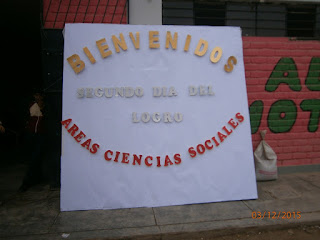 BIENVENIDOS
SEGUNDO DIA DEL
LOGRO
AREAS CIENCIAS SOCIALES